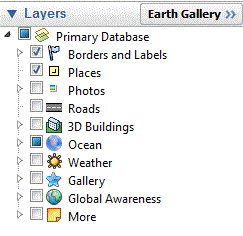 Layers
Earth Gallery >>
Primary Database
Borders and Labels
Places
Photos
Roads
3D Buildings
Ocean
Weather
Gallery
Global Awareness
More